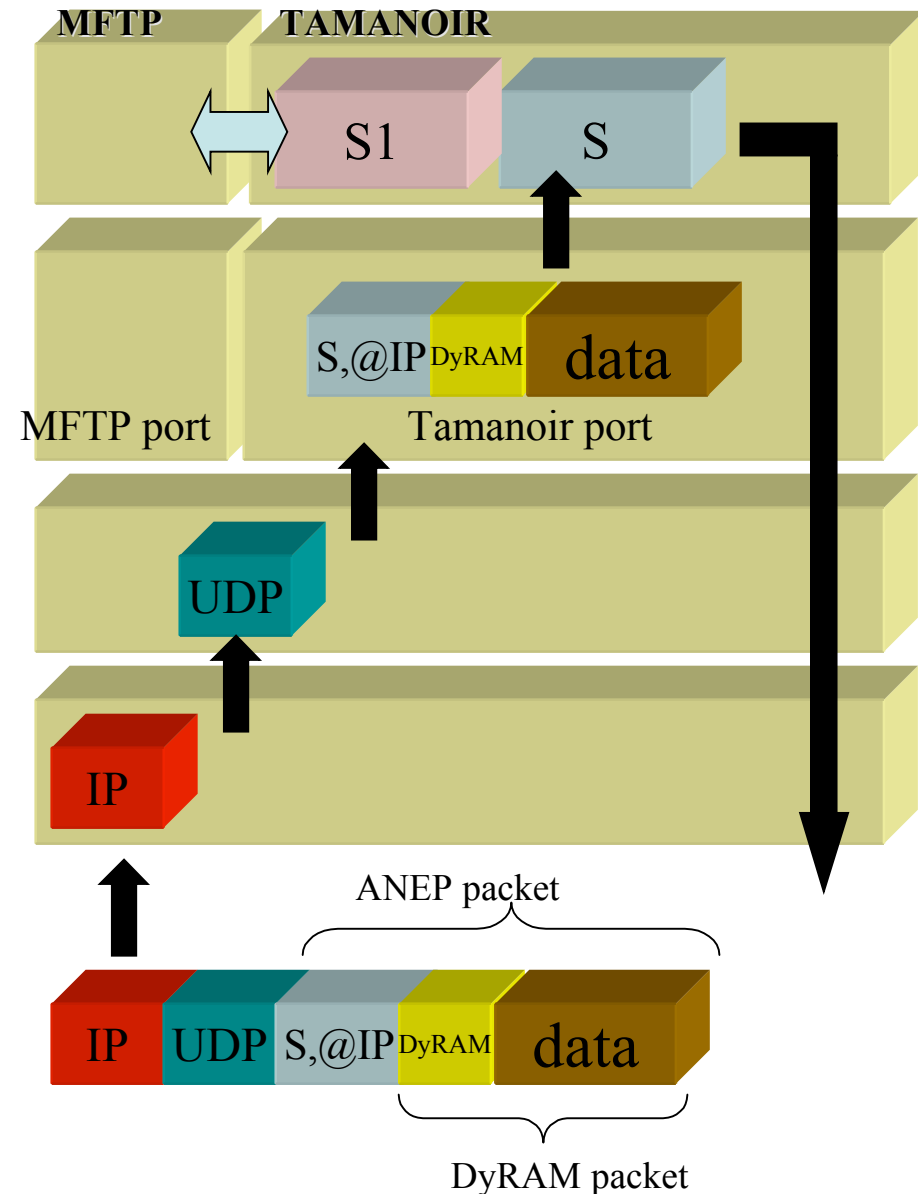 MFTP TAMANOIR
S1 S
S,@IP DyRAM data
MFTP port Tamanoir port
UDP
IP
ANEP packet
IP UDP S,@IP DyRAM data
DyRAM packet